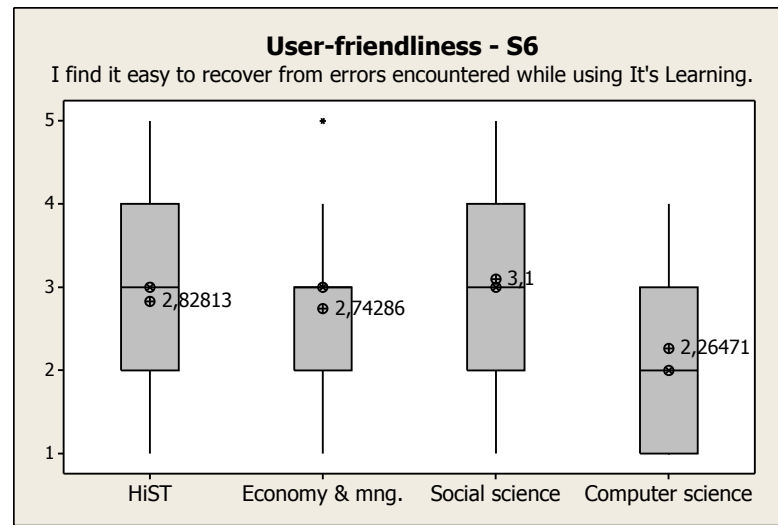 User-friendliness - S6
I find it easy to recover from errors encountered while using It's Learning.
5
4
3
2
1
2,82813
2,74286
3,1
2,26471
HiST
Economy & mng.
Social science
Computer science